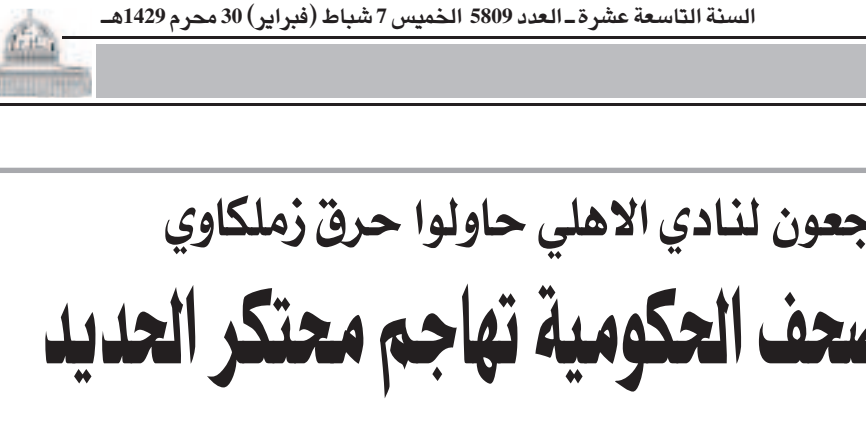 السنة التاسعة عشرة ـ العدد 5809 الخميس 7 شباط (فبراير) 30 محرم 1429هـ
جعون لنادي الاهلي حاولوا حرق زملكاوي
صحف الحكومية تهاجم محتكر الحديد